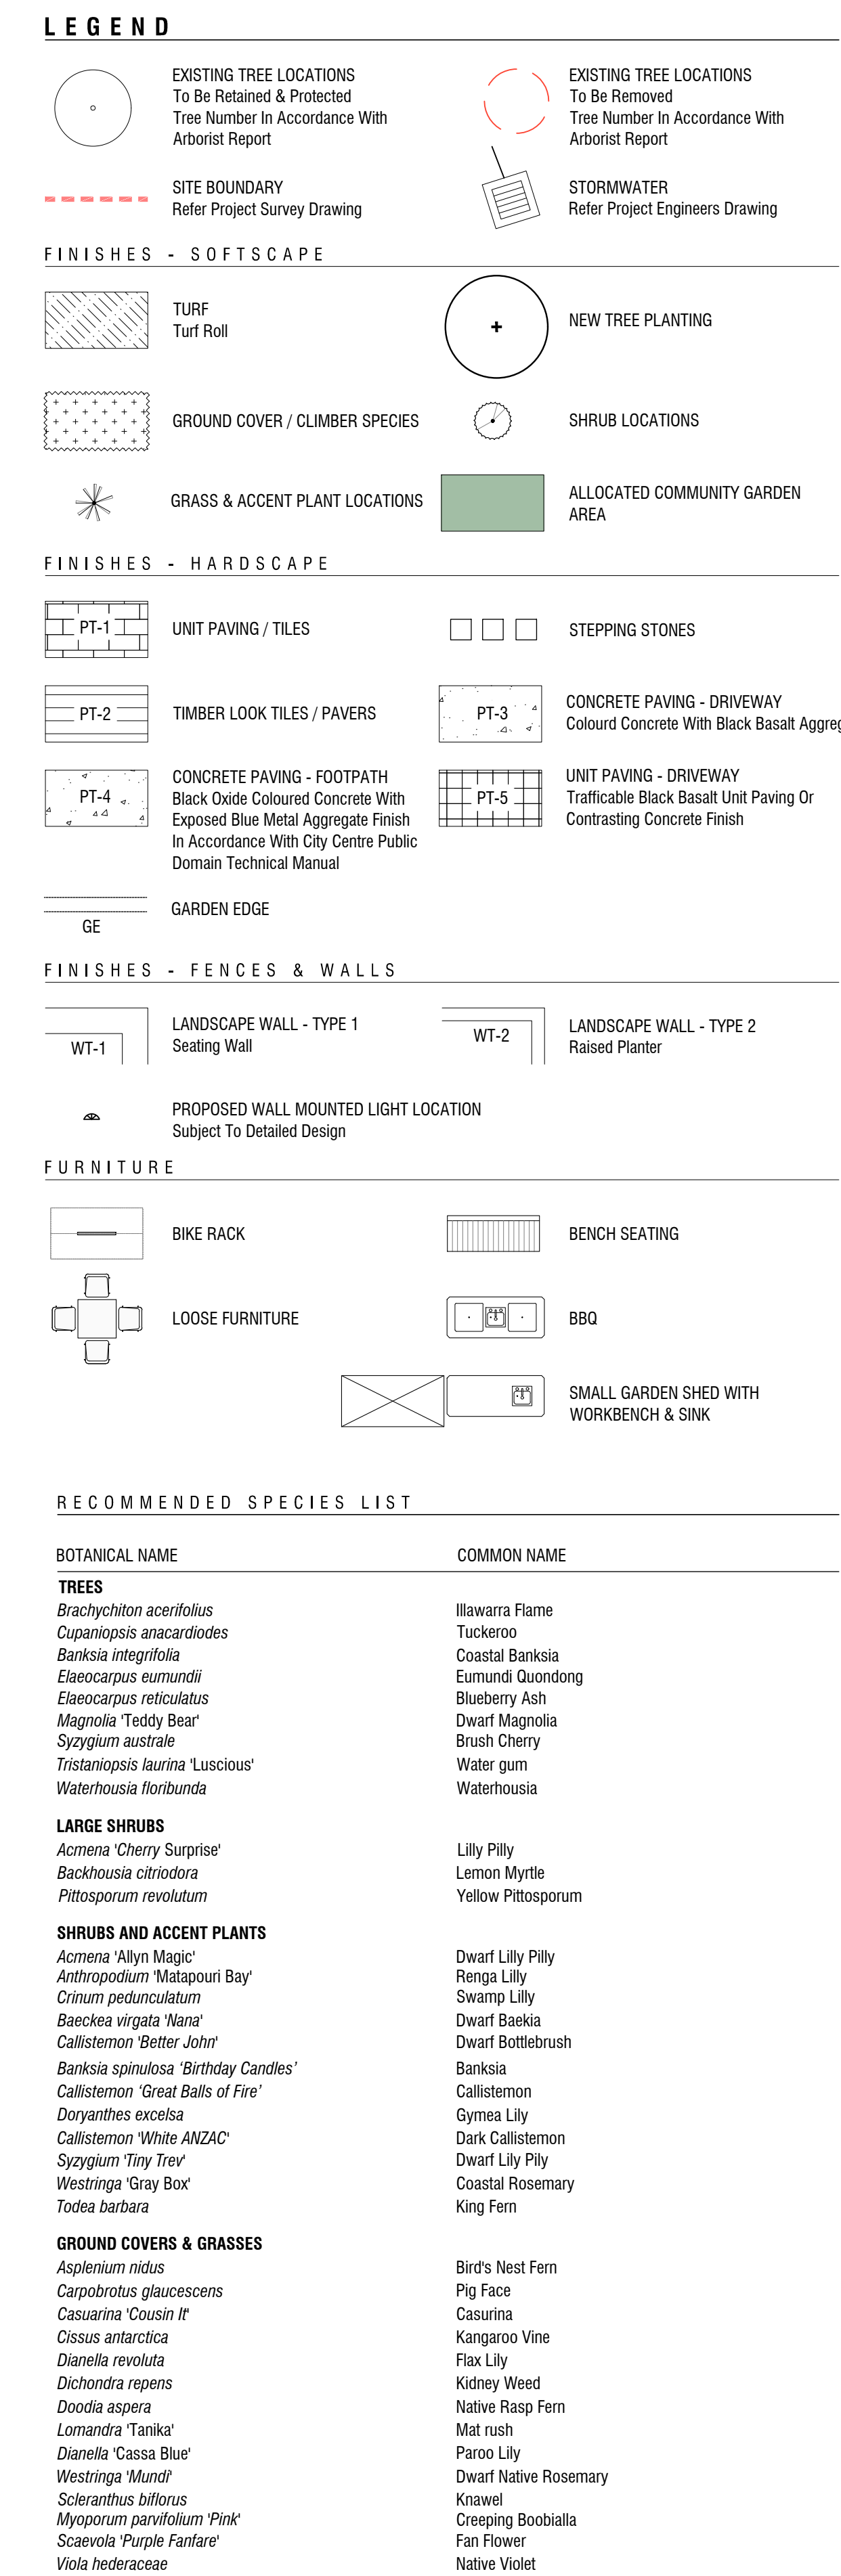 LEGEND
EXISTING TREE LOCATIONS
To Be Retained & Protected
Tree Number In Accordance With
Arborist Report
EXISTING TREE LOCATIONS
To Be Removed
Tree Number In Accordance With
Arborist Report
SITE BOUNDARY
Refer Project Survey Drawing
STORMWATER
Refer Project Engineers Drawing
FINISHES - SOFTSCAPE
TURF
Turf Roll
NEW TREE PLANTING
GROUND COVER / CLIMBER SPECIES
SHRUB LOCATIONS
GRASS & ACCENT PLANT LOCATIONS
ALLOCATED COMMUNITY GARDEN
AREA
FINISHES - HARDSCAPE
PT-1
UNIT PAVING / TILES
STEPPING STONES
PT-2
TIMBER LOOK TILES / PAVERS
PT-3
CONCRETE PAVING - DRIVEWAY
Colourd Concrete With Black Basalt Aggreg
PT-4
CONCRETE PAVING - FOOTPATH
Black Oxide Coloured Concrete With
Exposed Blue Metal Aggregate Finish
In Accordance With City Centre Public
Domain Technical Manual
PT-5
UNIT PAVING - DRIVEWAY
Trafficable Black Basalt Unit Paving Or
Contrasting Concrete Finish
GE
GARDEN EDGE
FINISHES - FENCES & WALLS
WT-1
LANDSCAPE WALL - TYPE 1
Seating Wall
WT-2
LANDSCAPE WALL - TYPE 2
Raised Planter
PROPOSED WALL MOUNTED LIGHT LOCATION
Subject To Detailed Design
FURNITURE
BIKE RACK
BENCH SEATING
LOOSE FURNITURE
BBQ
SMALL GARDEN SHED WITH
WORKBENCH & SINK
RECOMMENDED SPECIES LIST
BOTANICAL NAME COMMON NAME
TREES
Brachychiton acerifolius Illawarra Flame
Cupaniopsis anacardiodes Tuckeroo
Banksia integrifolia Coastal Banksia
Elaeocarpus eumundii Eumundi Quondong
Elaeocarpus reticulatus Blueberry Ash
Magnolia 'Teddy Bear' Dwarf Magnolia
Syzygium australe Brush Cherry
Tristaniopsis laurina 'Luscious' Water gum
Waterhousia floribunda Waterhousia
LARGE SHRUBS
Acmena 'Cherry Surprise' Lilly Pilly
Backhousia citriodora Lemon Myrtle
Pittosporum revolutum Yellow Pittosporum
SHRUBS AND ACCENT PLANTS
Acmena 'Allyn Magic' Dwarf Lilly Pilly
Anthropodium 'Matapouri Bay' Renga Lilly
Crinum pedunculatum Swamp Lilly
Baeckea virgata 'Nana' Dwarf Baekia
Callistemon 'Better John' Dwarf Bottlebrush
Banksia spinulosa ‘Birthday Candles’ Banksia
Callistemon ‘Great Balls of Fire’ Callistemon
Doryanthes excelsa Gymea Lily
Callistemon 'White ANZAC' Dark Callistemon
Syzygium 'Tiny Trev' Dwarf Lily Pily
Westringa 'Gray Box' Coastal Rosemary
Todea barbara King Fern
GROUND COVERS & GRASSES
Asplenium nidus Bird's Nest Fern
Carpobrotus glaucescens Pig Face
Casuarina 'Cousin It' Casurina
Cissus antarctica Kangaroo Vine
Dianella revoluta Flax Lily
Dichondra repens Kidney Weed
Doodia aspera Native Rasp Fern
Lomandra 'Tanika' Mat rush
Dianella 'Cassa Blue' Paroo Lily
Westringa 'Mundi' Dwarf Native Rosemary
Scleranthus biflorus Knawel
Myoporum parvifolium 'Pink' Creeping Boobialla
Scaevola 'Purple Fanfare' Fan Flower
Viola hederaceae Native Violet